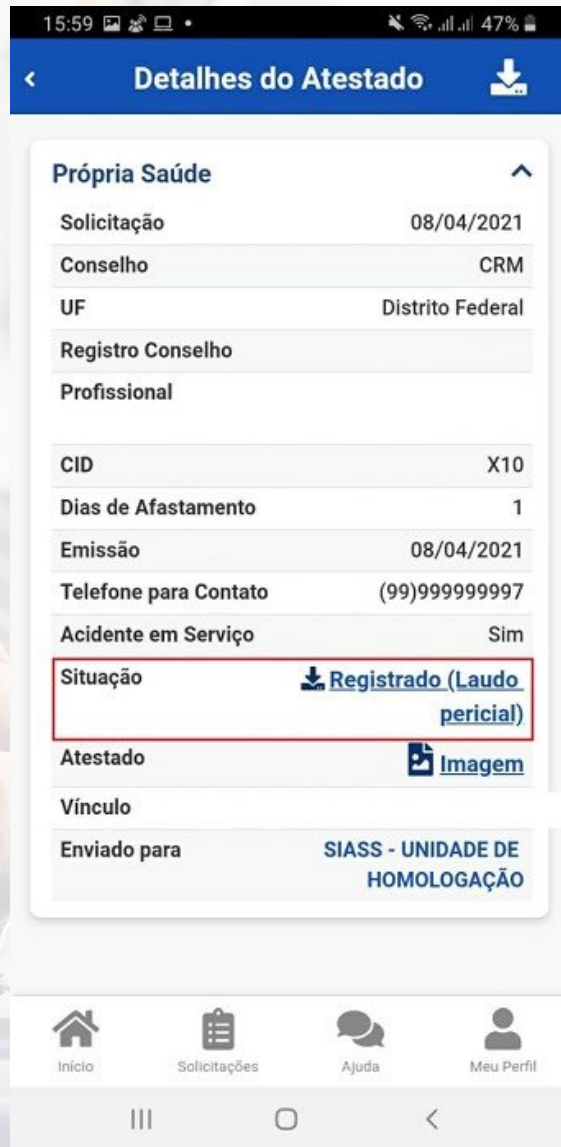 15:59 47%
Detalhes do Atestado
Própria Saúde
Solicitação 08/04/2021
Conselho CRM
UF Distrito Federal
Registro Conselho
Profissional
CID X10
Dias de Afastamento 1
Emissão 08/04/2021
Telefone para Contato (99)999999997
Acidente em Serviço Sim
Situação Registrado (Laudo
pericial)
Atestado Imagem
Vínculo
Enviado para SIASS - UNIDADE DE
HOMOLOGAÇÃO
Início Solicitações Ajuda Meu Perfil